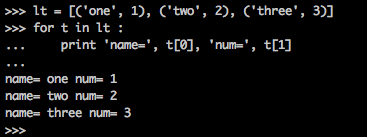 >>> lt = [('one', 1), ('two', 2), ('three', 3)]
>>> for t in lt :
...     print 'name=', t[0], 'num=', t[1]
...
name= one num= 1
name= two num= 2
name= three num= 3
>>>